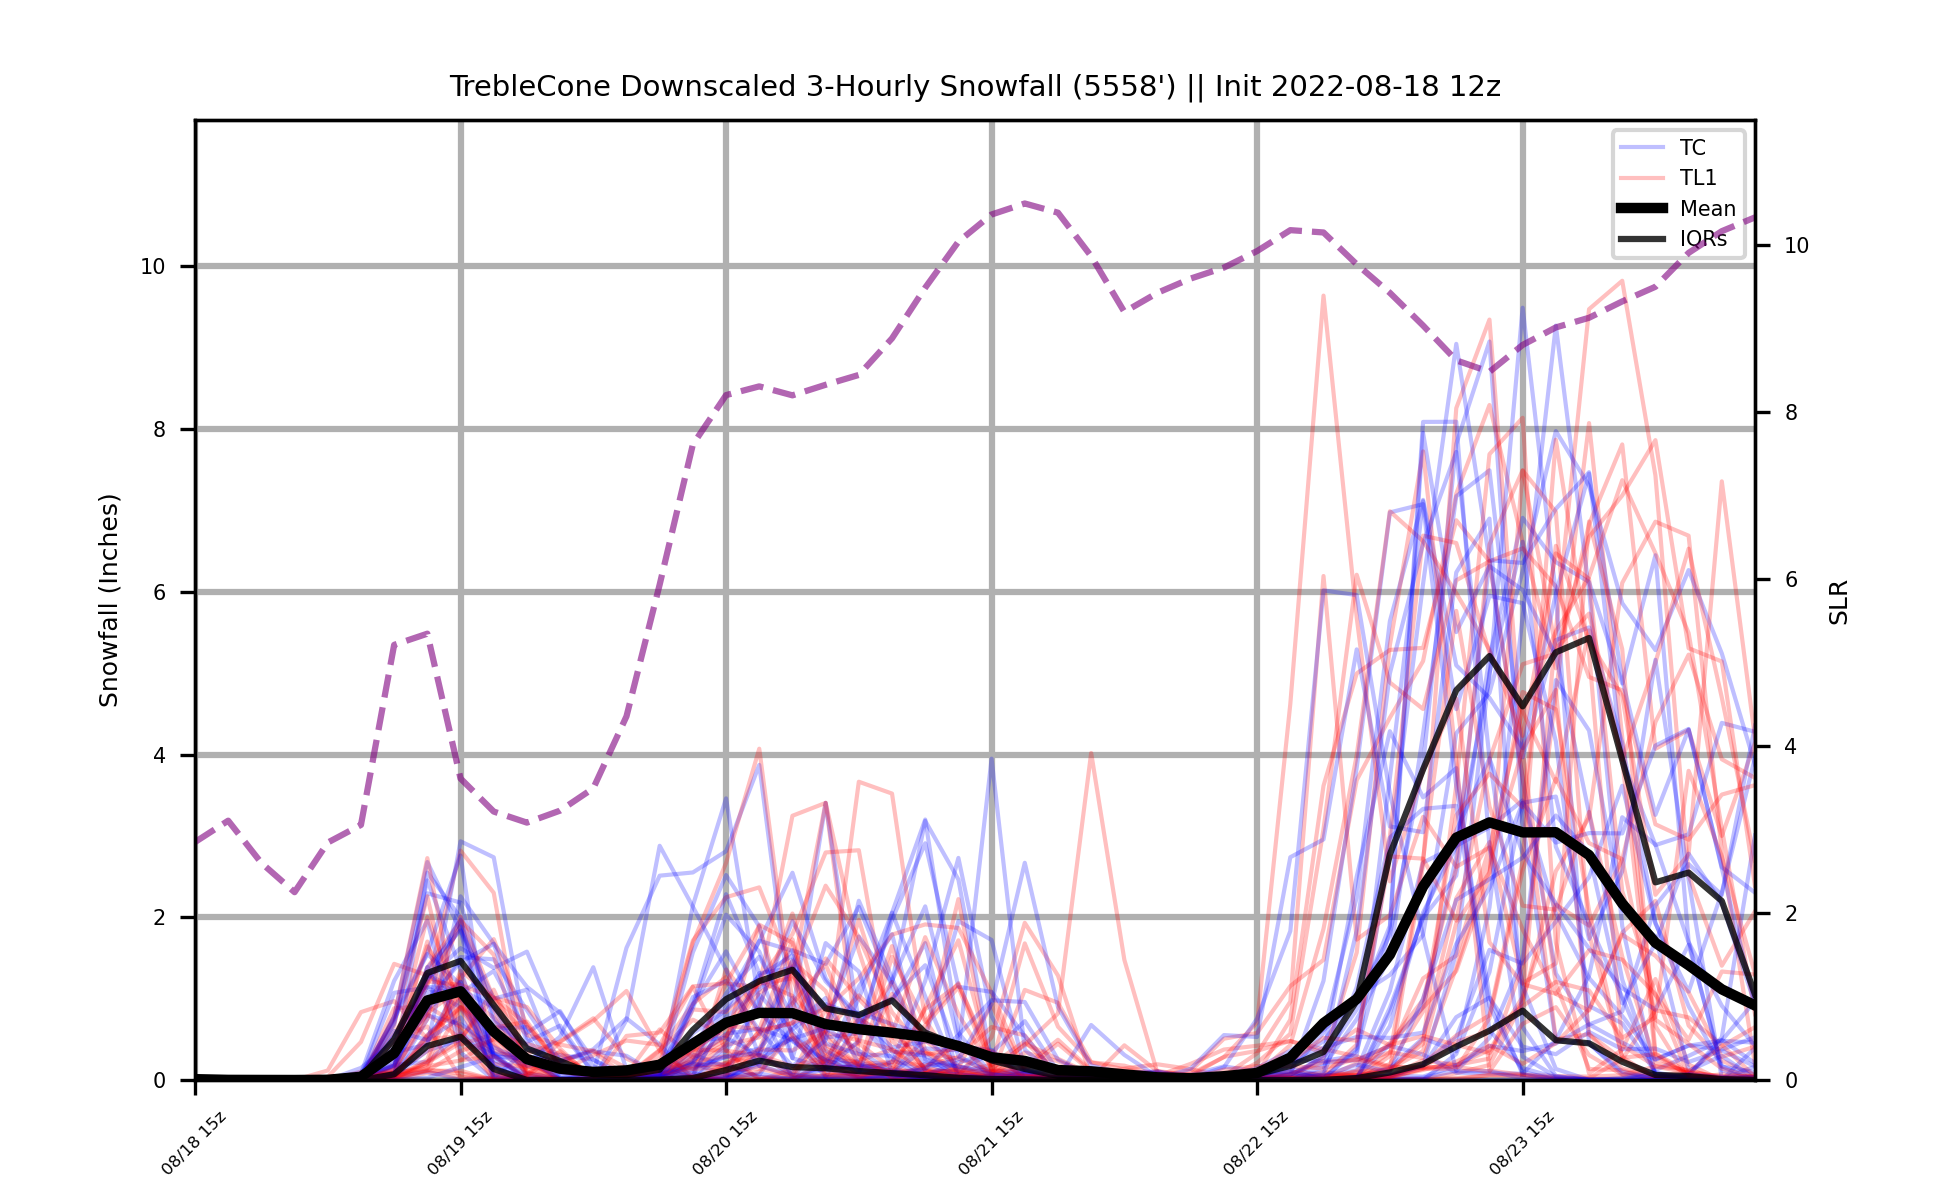 TrebleCone Downscaled 3-Hourly Snowfall (5558') || Init 2022-08-18 12z
TC
TL1
Mean
IQRs
Snowfall (Inches)
10
8
6
4
2
0
SLR
10
8
6
4
2
0
08/18 15z
08/19 15z
08/20 15z
08/21 15z
08/22 15z
08/23 15z